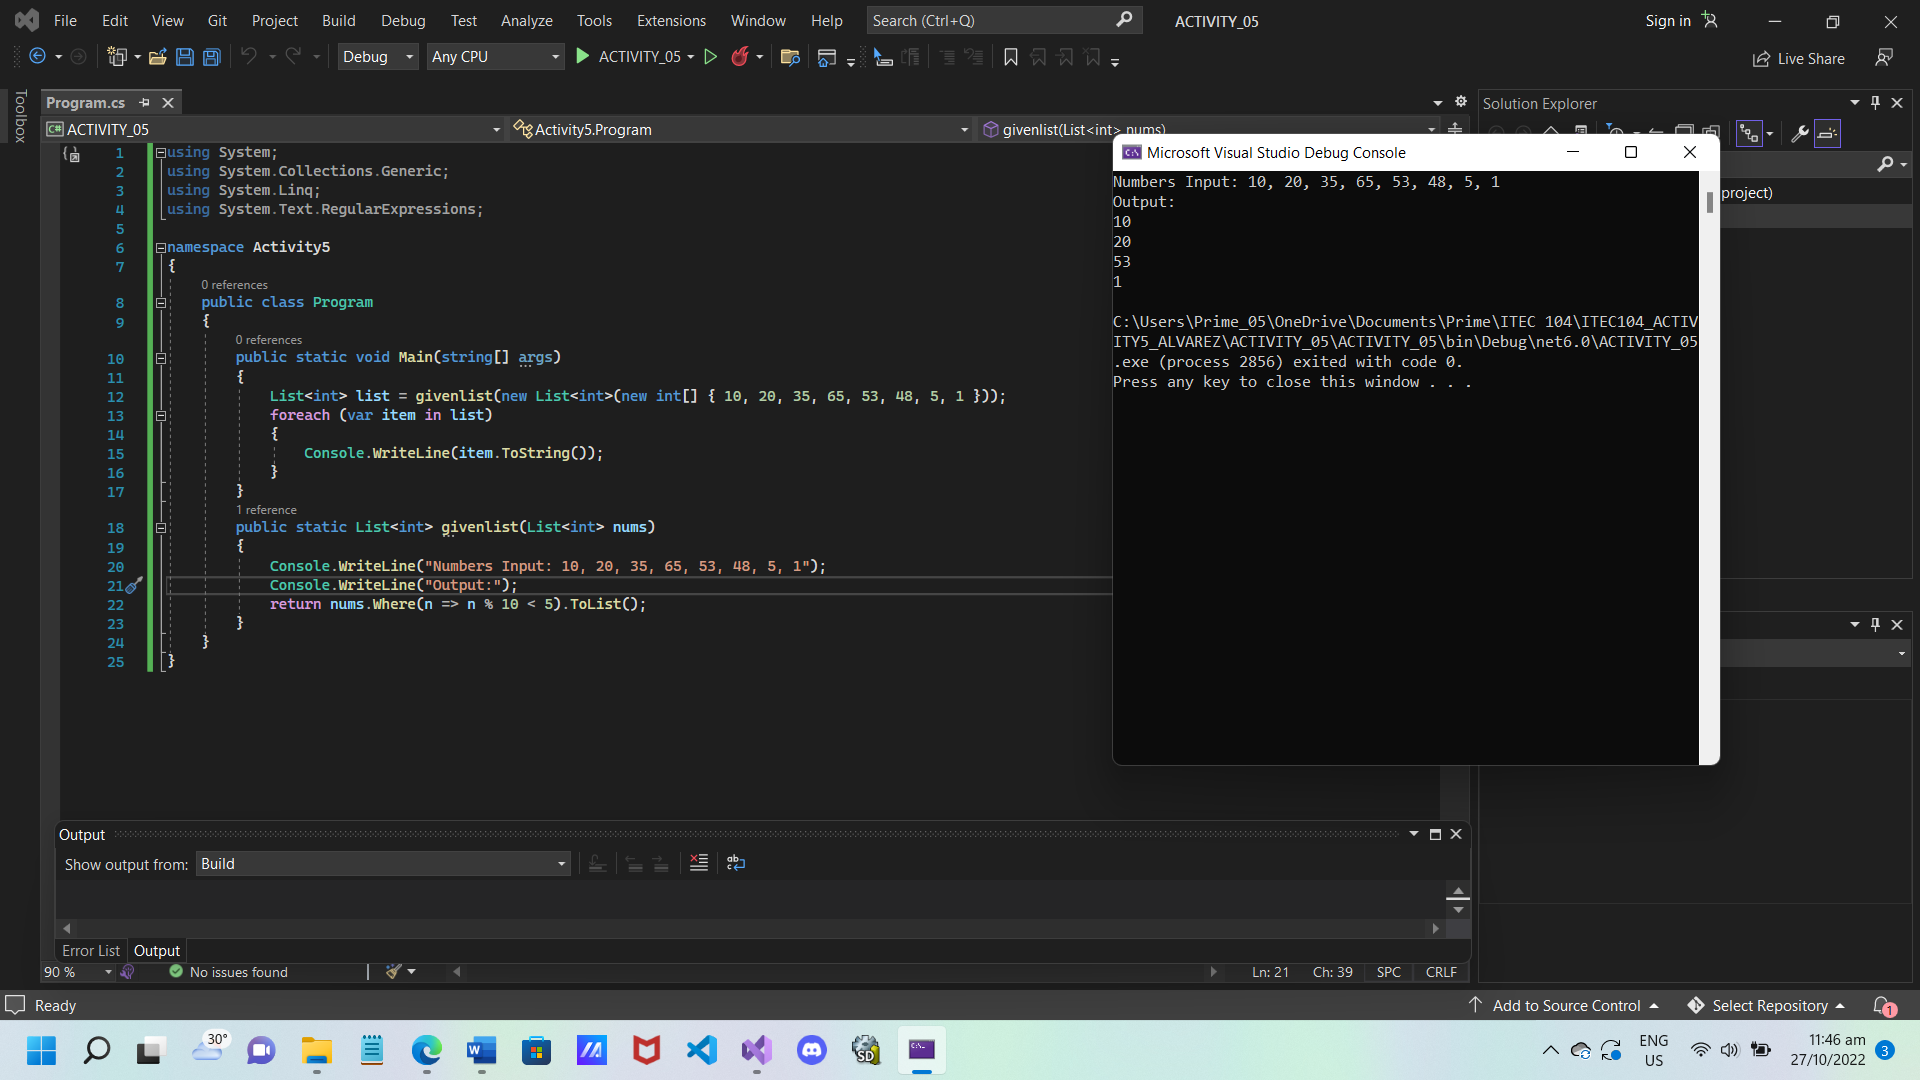 File Edit View Git Project Build Debug Test Analyze Tools Extensions Window Help Search (Ctrl+Q) ACTIVITY_05 Sign in
Debug Any CPU ACTIVITY_05 Live Share
Toolbox
Program.cs
Solution Explorer
ACTIVITY_05 Activity5.Program givenlist(List<int> nums)
1 using System;
2 using System.Collections.Generic;
3 using System.Linq;
4 using System.Text.RegularExpressions;
5
6 namespace Activity5
7 {
0 references
8 public class Program
9 {
0 references
10 public static void Main(string[] args)
11 {
12 List<int> list = givenlist(new List<int>(new int[] { 10, 20, 35, 65, 53, 48, 5, 1 }));
13 foreach (var item in list)
14 {
15 Console.WriteLine(item.ToString());
16 }
17 }
1 reference
18 public static List<int> givenlist(List<int> nums)
19 {
20 Console.WriteLine("Numbers Input: 10, 20, 35, 65, 53, 48, 5, 1");
21 Console.WriteLine("Output:");
22 return nums.Where(n => n % 10 < 5).ToList();
23 }
24 }
25 }
Microsoft Visual Studio Debug Console
Numbers Input: 10, 20, 35, 65, 53, 48, 5, 1
Output:
10
20
53
1
C:\Users\Prime_05\OneDrive\Documents\Prime\ITEC 104\ITEC104_ACTIV
ITY5_ALVAREZ\ACTIVITY_05\ACTIVITY_05\bin\Debug\net6.0\ACTIVITY_05
.exe (process 2856) exited with code 0.
Press any key to close this window . . .
project)
Output
Show output from: Build
Error List Output
90 % No issues found Ln: 21 Ch: 39 SPC CRLF
Ready Add to Source Control Select Repository 1
30° SD ENG
US
11:46 am
27/10/2022 3